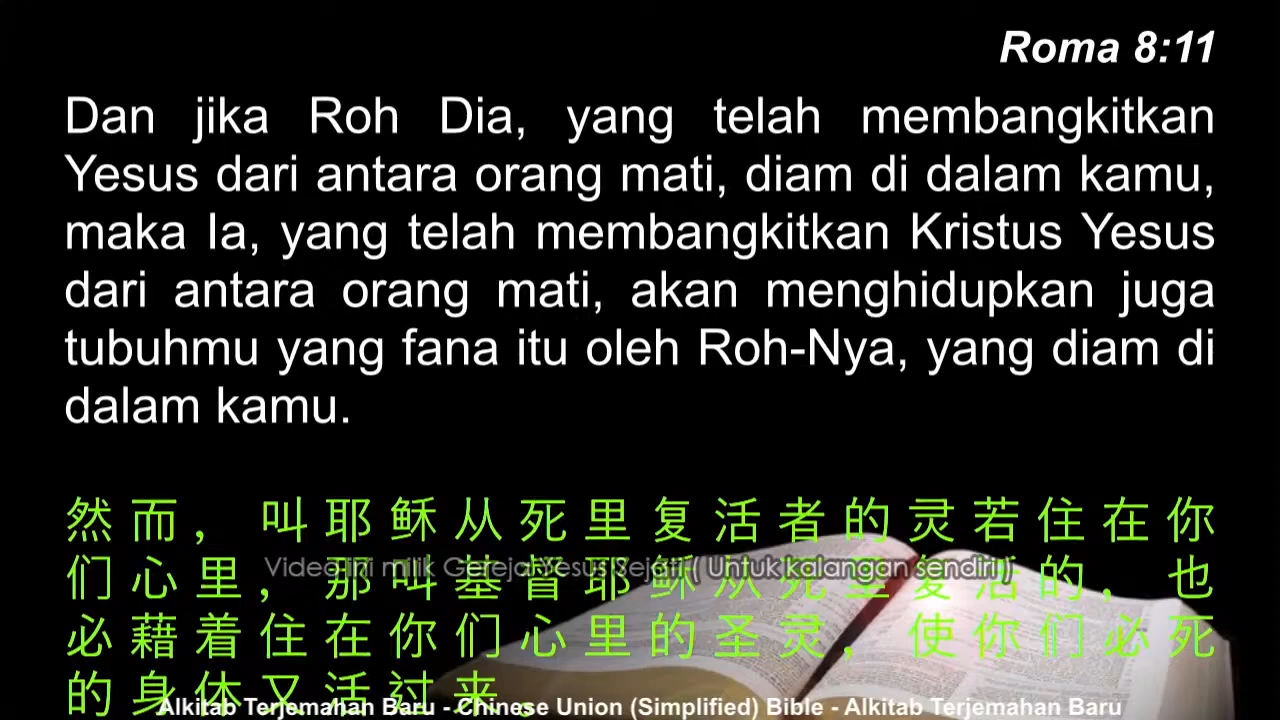 Roma 8:11
Dan jika Roh Dia, yang telah membangkitkan
Yesus dari antara orang mati, diam di dalam kamu,
maka Ia, yang telah membangkitkan Kristus Yesus
dari antara orang mati, akan menghidupkan juga
tubuhmu yang fana itu oleh Roh-Nya, yang diam di
dalam kamu.
然而，叫耶稣从死里复活者的灵若住在你
们心里，那叫基督耶稣从死里复活的，也
必藉着住在你们心里的圣灵，使你们必死
的身体又活过来。
Video ini milik Gereja Yesus Sejati ( Untuk kalangan sendiri )
Alkitab Terjemahan Baru - Chinese Union (Simplified) Bible - Alkitab Terjemahan Baru